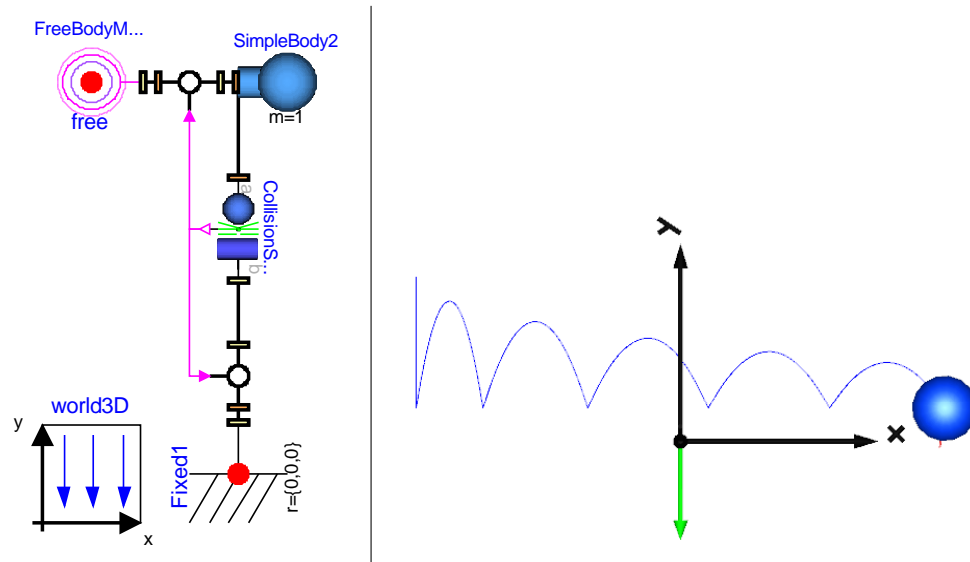 FreeBodyM...
SimpleBody2
free
m=1
a
CollisionS...
b
world3D
y
x
Fixed1
r={0,0,0}
y
x